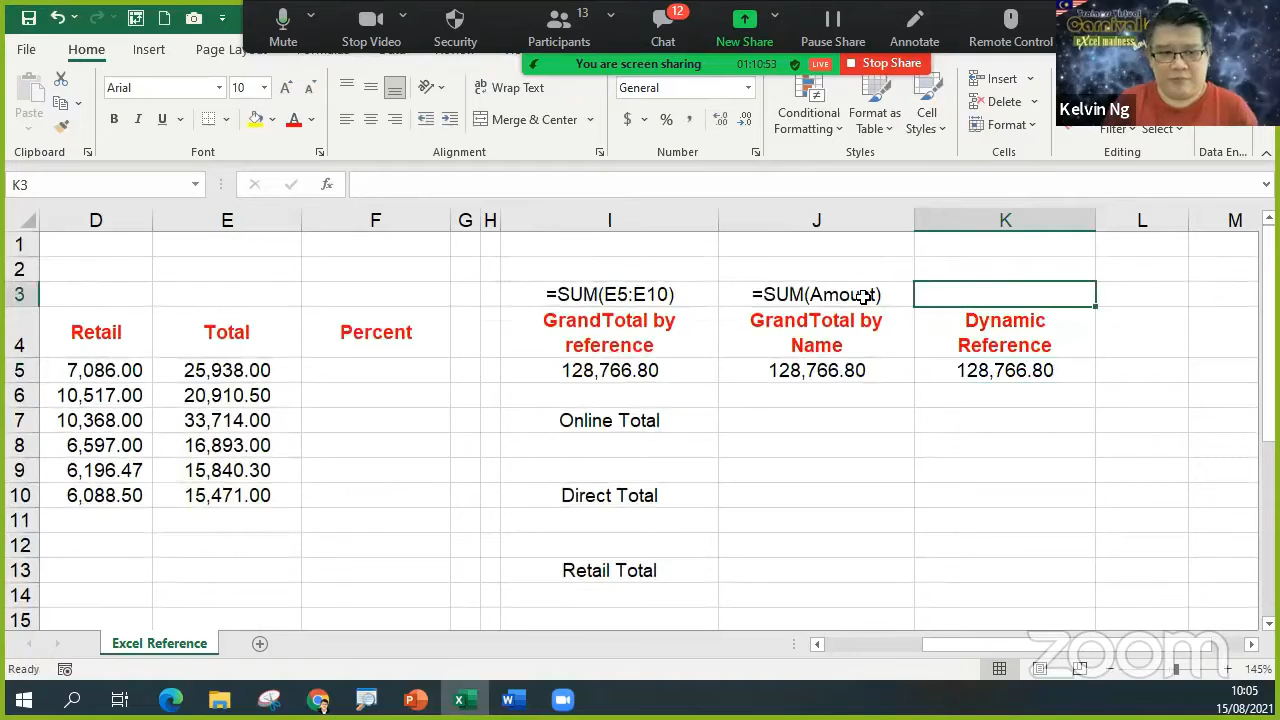 Mute
Stop Video
Security
Participants
13
Chat
12
New Share
Pause Share
Annotate
Remote Control
You are screen sharing
01:10:53
LIVE
Stop Share
Trainers Virtual
Carnival
Excel madness
Kelvin Ng
File
Home
Insert
Page
Paste
Clipboard
Arial
10
B
I
U
Font
Wrap Text
Merge & Center
Alignment
General
$
%
Number
Conditional
Formatting
Format as
Table
Cell
Styles
Styles
Insert
Delete
Format
Cells
Filter
Select
Editing
Data En...
K3
fx
D E F G H I J K L M
1
2
3 =SUM(E5:E10) =SUM(Amount)
4 Retail Total Percent GrandTotal by reference GrandTotal by Name Dynamic Reference
5 7,086.00 25,938.00 128,766.80 128,766.80 128,766.80
6 10,517.00 20,910.50
7 10,368.00 33,714.00 Online Total
8 6,597.00 16,893.00
9 6,196.47 15,840.30
10 6,088.50 15,471.00 Direct Total
11
12
13 Retail Total
14
15
Excel Reference
Ready
zoom
145%
10:05
15/08/2021